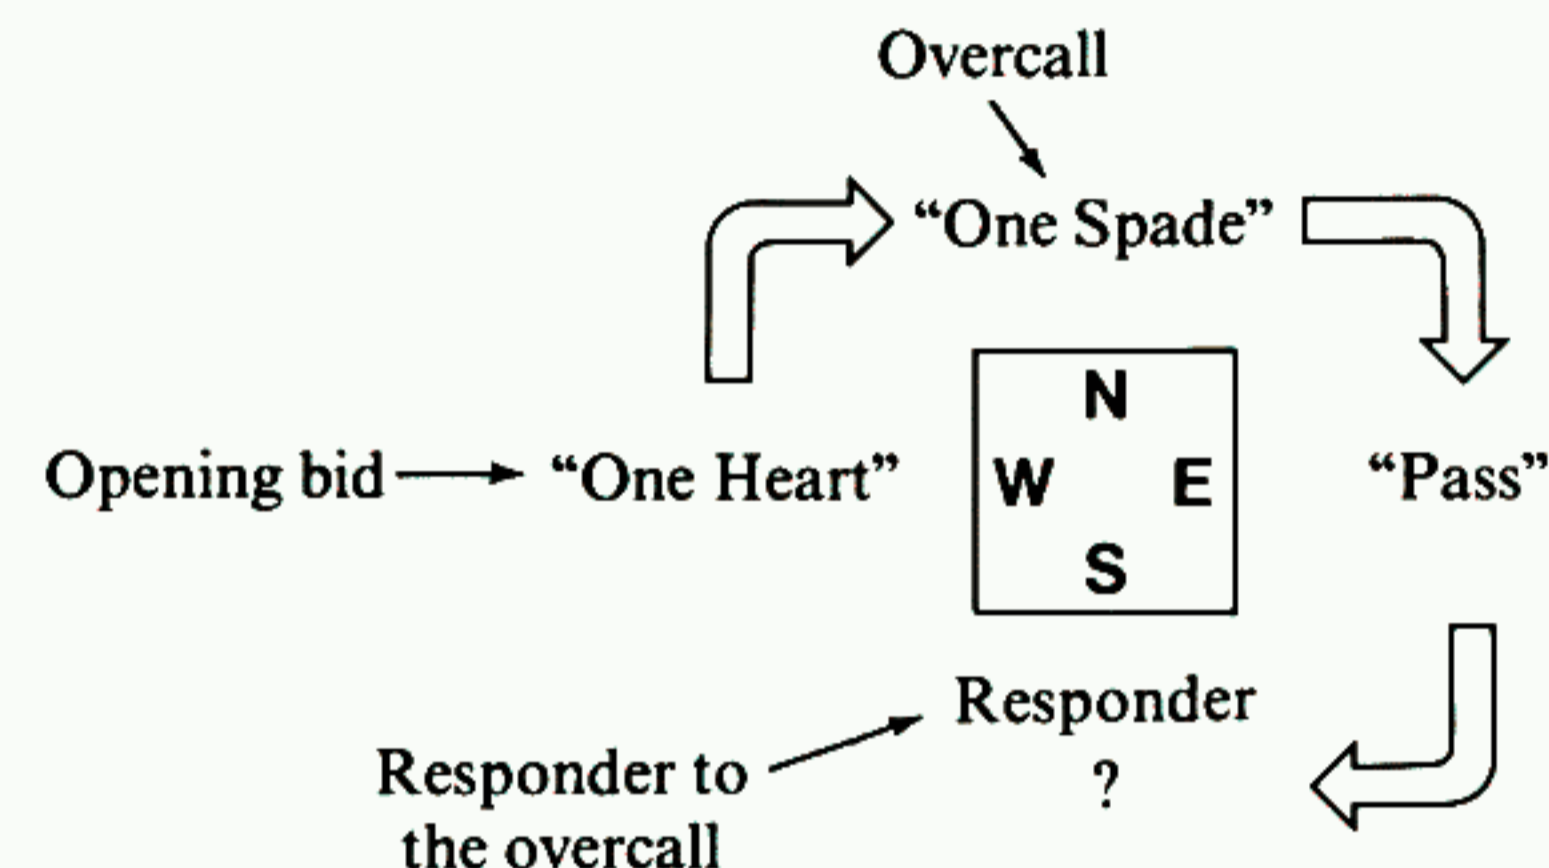 Overcall
“One Spade”
N
Opening bid “One Heart” W E “Pass”
S
Responder
Responder to
?
the overcall